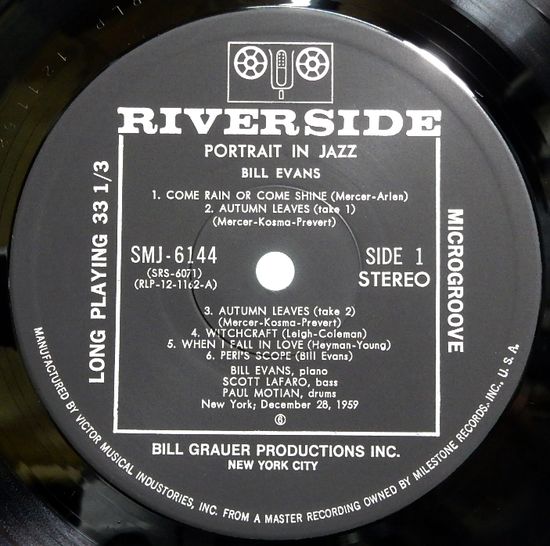 RIVERSIDE
PORTRAIT IN JAZZ
BILL EVANS
1. COME RAIN OR COME SHINE (Mercer-Arlen)
2. AUTUMN LEAVES (take 1)
(Mercer-Kosma-Prevert)
SMJ-6144
(SRS-6071)
(RLP-12-1162-A)
SIDE 1
STEREO
3. AUTUMN LEAVES (take 2)
(Mercer-Kosma-Prevert)
4. WITCHCRAFT (Leigh-Coleman)
5. WHEN I FALL IN LOVE (Heyman-Young)
6. PERI'S SCOPE (Bill Evans)
BILL EVANS, piano
SCOTT LAFARO, bass
PAUL MOTIAN, drums
New York; December 28, 1959
BILL GRAUER PRODUCTIONS INC.
NEW YORK CITY
LONG PLAYING 33 1/3
MICROGROOVE
MANUFACTURED BY VICTOR MUSICAL INDUSTRIES, INC. FROM A MASTER RECORDING OWNED BY MILESTONE RECORDS, INC., U. S. A.